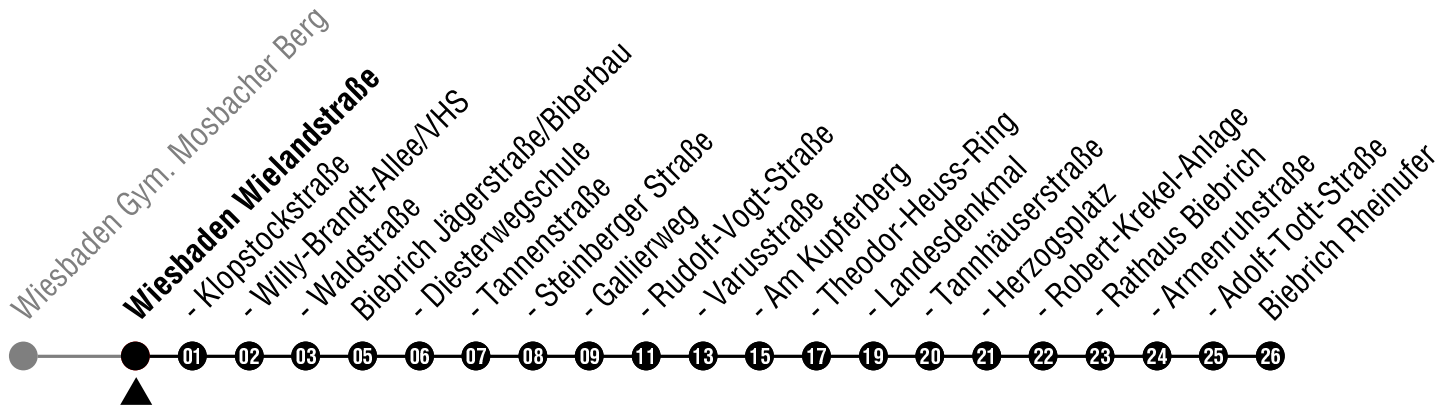 Wiesbaden Gym. Mosbacher Berg
Wiesbaden Wielandstraße
- Klopstockstraße
- Willy-Brandt-Allee/VHS
- Waldstraße
Biebrich Jägerstraße/Biberbau
- Diesterwegschule
- Tannenstraße
- Steinberger Straße
- Gallierweg
- Rudolf-Vogt-Straße
- Varusstraße
- Am Kupferberg
- Theodor-Heuss-Ring
- Landesdenkmal
- Tannhäuserstraße
- Herzogsplatz
- Robert-Krekel-Anlage
- Rathaus Biebrich
- Armenruhstraße
- Adolf-Todt-Straße
Biebrich Rheinufer
01 02 03 05 06 07 08 09 11 13 15 17 19 20 21 22 23 24 25 26